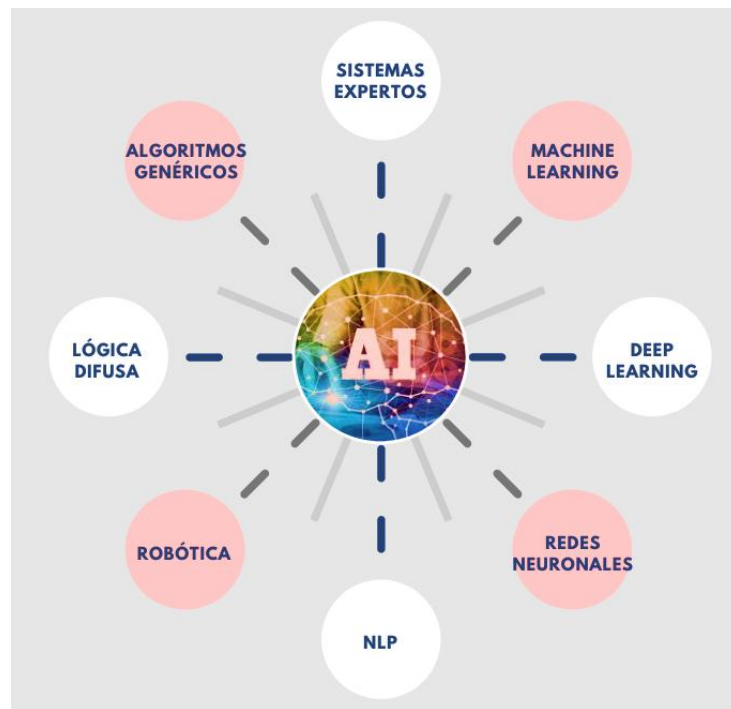 SISTEMAS
EXPERTOS
ALGORITMOS
GENÉRICOS
MACHINE
LEARNING
LÓGICA
DIFUSA
AI
DEEP
LEARNING
ROBÓTICA
REDES
NEURONALES
NLP